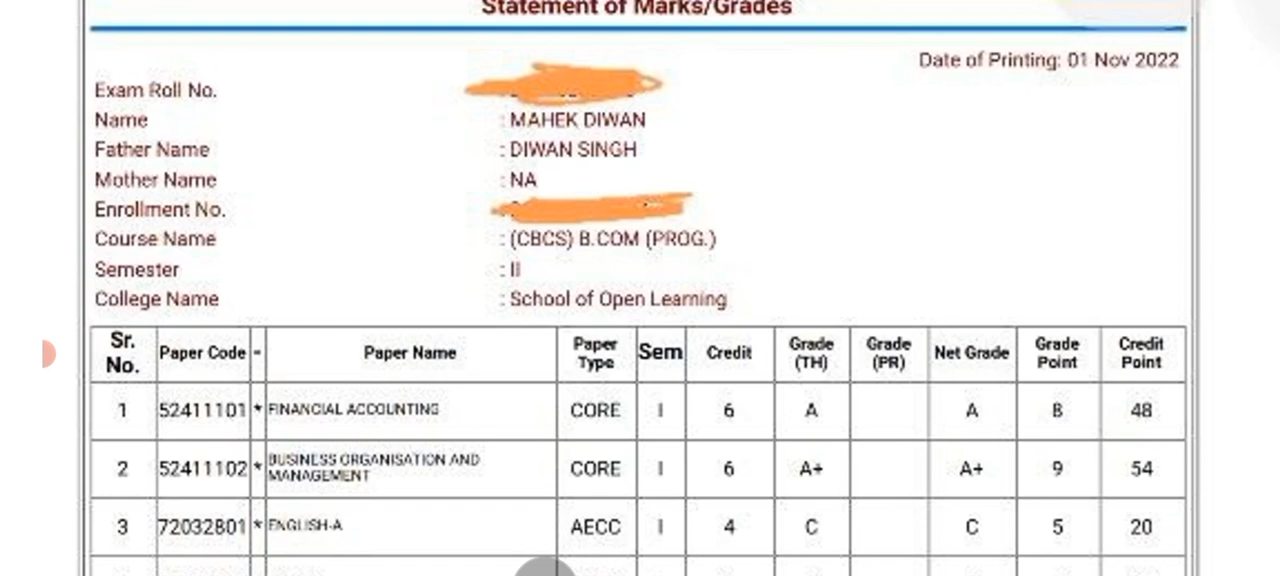 Statement of Marks/Grades
Date of Printing: 01 Nov 2022
Exam Roll No.
Name : MAHEK DIWAN
Father Name : DIWAN SINGH
Mother Name : NA
Enrollment No. :
Course Name : (CBCS) B.COM (PROG.)
Semester : II
College Name : School of Open Learning
Sr. No. Paper Code - Paper Name Paper Type Sem Credit Grade (TH) Grade (PR) Net Grade Grade Point Credit Point
1 52411101 * FINANCIAL ACCOUNTING CORE I 6 A A 8 48
2 52411102 * BUSINESS ORGANISATION AND MANAGEMENT CORE I 6 A+ A+ 9 54
3 72032801 * ENGLISH-A AECC I 4 C C 5 20